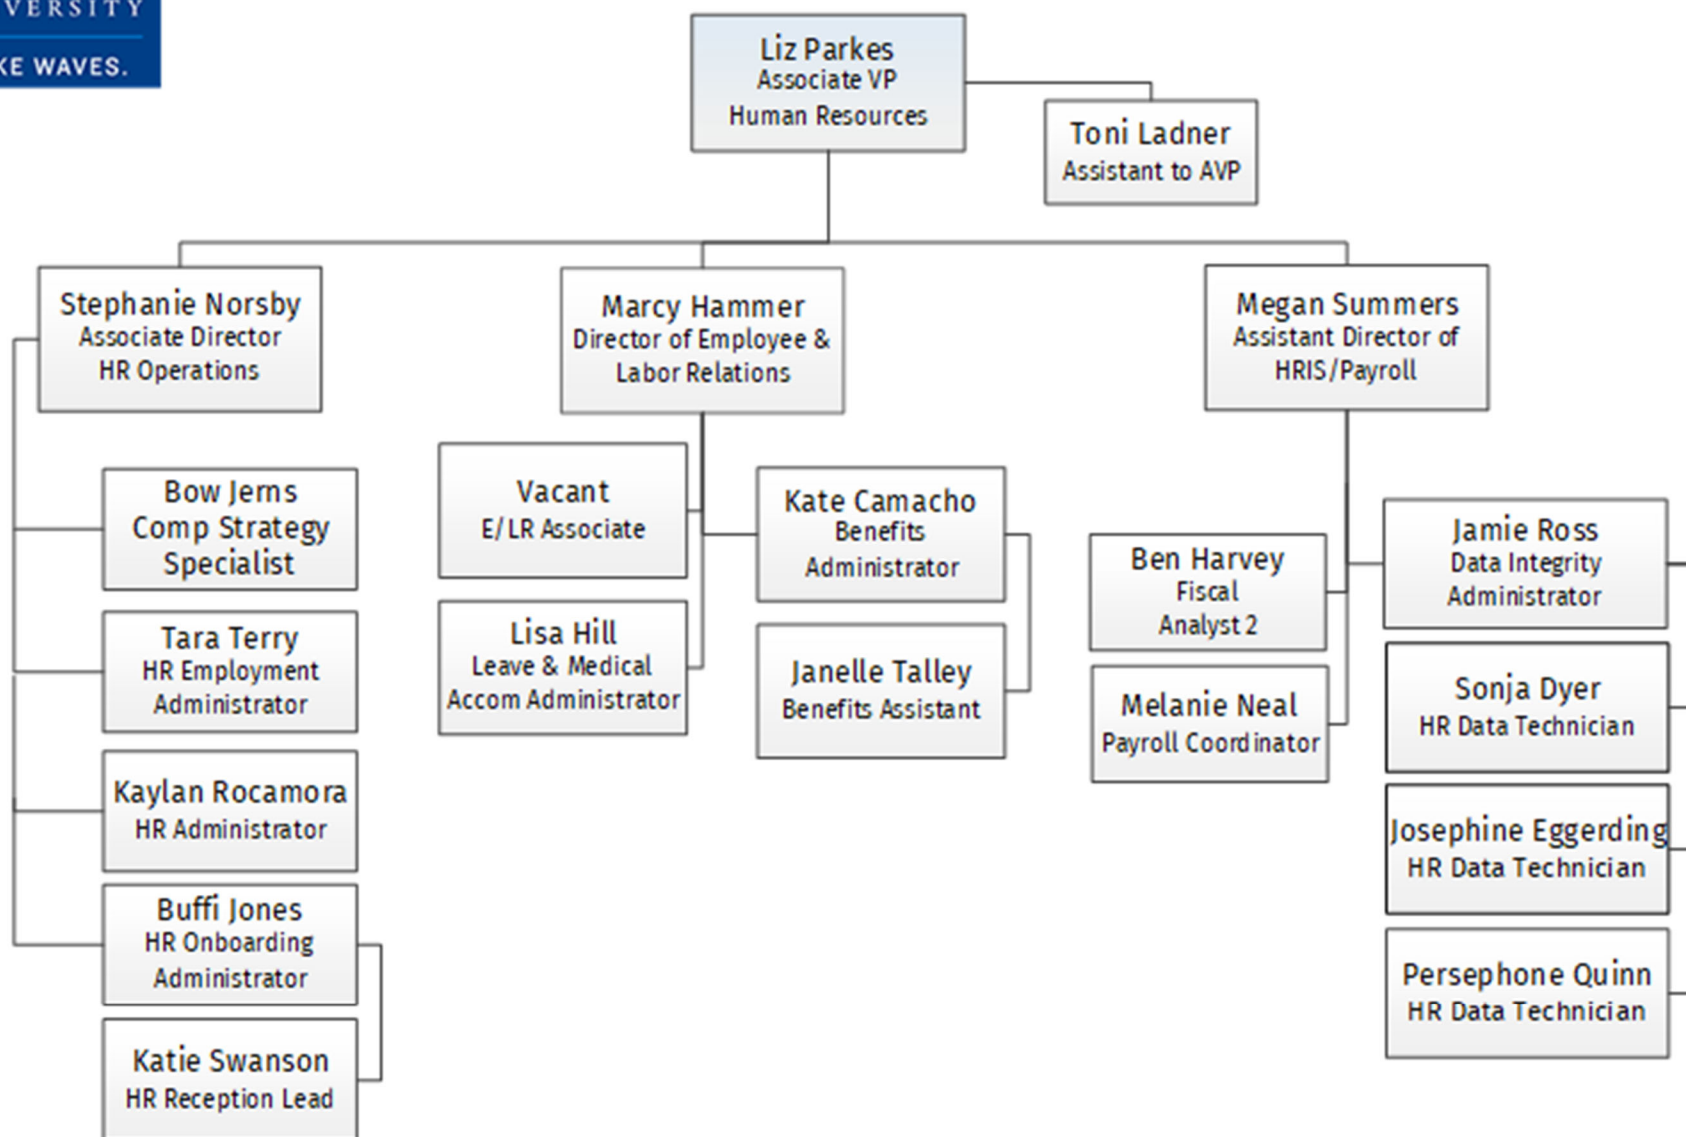 VERSITY
KE WAVES.
Liz Parkes
Associate VP
Human Resources
Toni Ladner
Assistant to AVP
Stephanie Norsby
Associate Director
HR Operations
Marcy Hammer
Director of Employee &
Labor Relations
Megan Summers
Assistant Director of
HRIS/Payroll
Bow Jerns
Comp Strategy
Specialist
Tara Terry
HR Employment
Administrator
Kaylan Rocamora
HR Administrator
Buffi Jones
HR Onboarding
Administrator
Katie Swanson
HR Reception Lead
Vacant
E/LR Associate
Lisa Hill
Leave & Medical
Accom Administrator
Kate Camacho
Benefits
Administrator
Janelle Talley
Benefits Assistant
Ben Harvey
Fiscal
Analyst 2
Melanie Neal
Payroll Coordinator
Jamie Ross
Data Integrity
Administrator
Sonja Dyer
HR Data Technician
Josephine Eggerding
HR Data Technician
Persephone Quinn
HR Data Technician